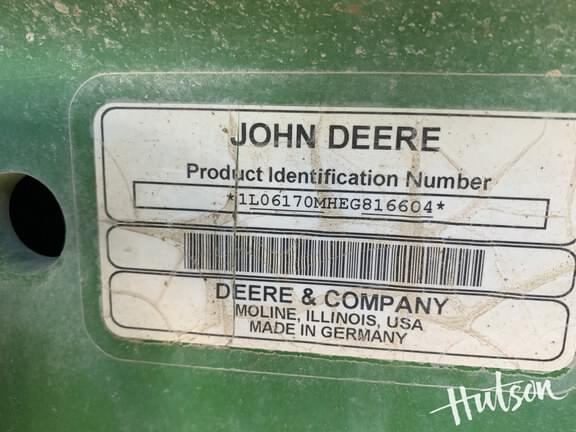 JOHN DEERE
Product Identification Number
*1L06170MHEG816604*
DEERE & COMPANY
MOLINE, ILLINOIS, USA
MADE IN GERMANY
Hutson